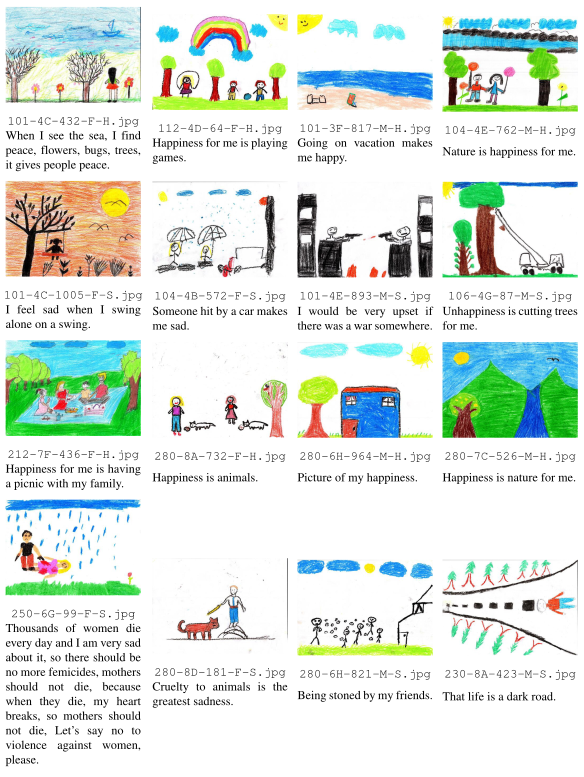 101-4C-432-F-H.jpg
When I see the sea, I find
peace, flowers, bugs, trees,
it gives people peace.
112-4D-64-F-H.jpg
Happiness for me is playing
games.
101-3F-817-M-H.jpg
Going on vacation makes
me happy.
104-4E-762-M-H.jpg
Nature is happiness for me.
101-4C-1005-F-S.jpg
I feel sad when I swing
alone on a swing.
104-4B-572-F-S.jpg
Someone hit by a car makes
me sad.
101-4E-893-M-S.jpg
I would be very upset if
there was a war somewhere.
106-4G-87-M-S.jpg
Unhappiness is cutting trees
for me.
212-7F-436-F-H.jpg
Happiness for me is having
a picnic with my family.
280-8A-732-F-H.jpg
Happiness is animals.
280-6H-964-M-H.jpg
Picture of my happiness.
280-7C-526-M-H.jpg
Happiness is nature for me.
250-6G-99-F-S.jpg
Thousands of women die
every day and I am very sad
about it, so there should be
no more femicides, mothers
should not die, because
when they die, my heart
breaks, so mothers should
not die, Let's say no to
violence against women,
please.
280-8D-181-F-S.jpg
Cruelty to animals is the
greatest sadness.
280-6H-821-M-S.jpg
Being stoned by my friends.
230-8A-423-M-S.jpg
That life is a dark road.